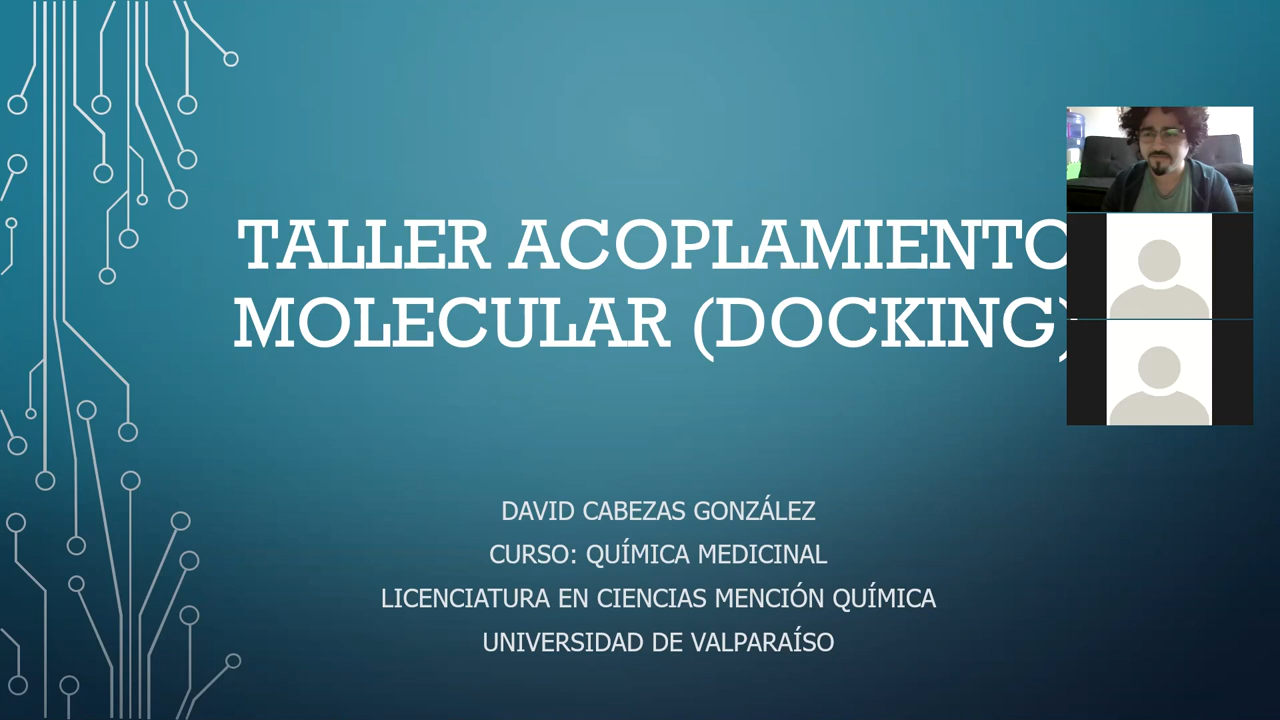 TALLER ACOPLAMIENTO
MOLECULAR (DOCKING)
DAVID CABEZAS GONZÁLEZ
CURSO: QUÍMICA MEDICINAL
LICENCIATURA EN CIENCIAS MENCIÓN QUÍMICA
UNIVERSIDAD DE VALPARAÍSO